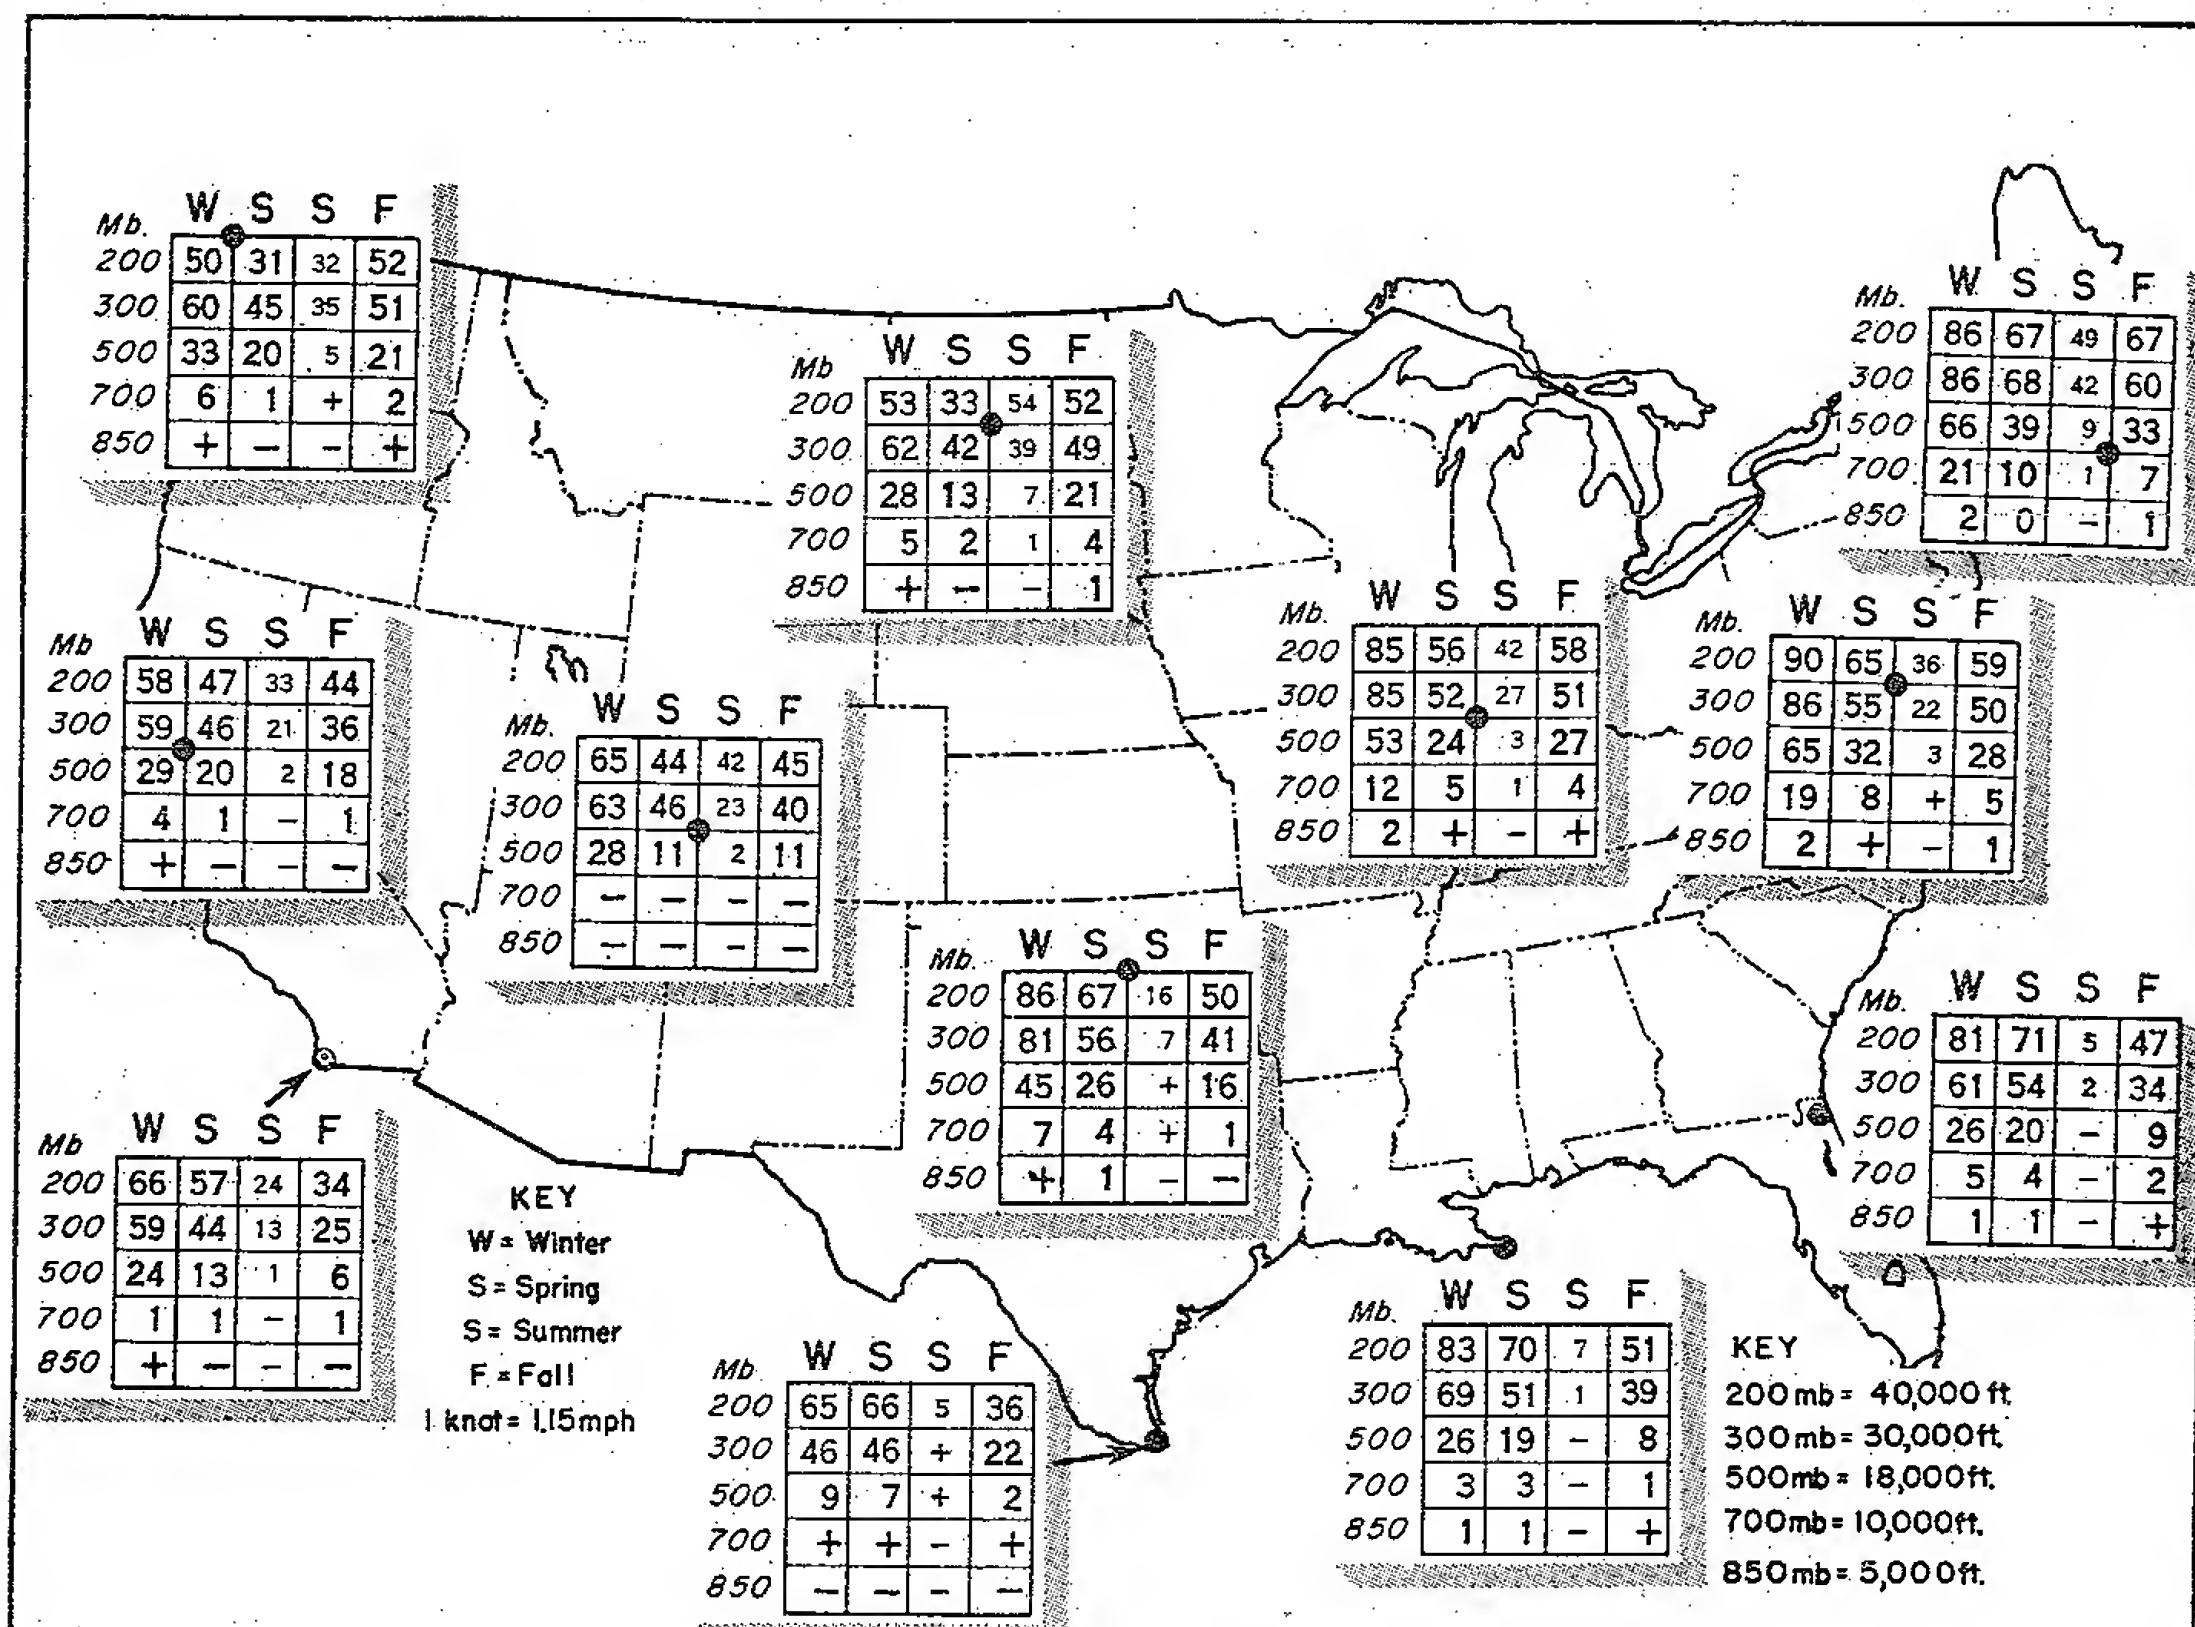 W S S F
Mb.
200 50 31 32 52
300 60 45 35 51
500 33 20 5 21
700 6 1 + 2
850 + - - +
W S S F
Mb
200 53 33 54 52
300 62 42 39 49
500 28 13 7 21
700 5 2 1 4
850 + - - 1
W S S F
Mb.
200 86 67 49 67
300 86 68 42 60
500 66 39 9 33
700 21 10 1 7
850 2 0 - 1
W S S F
Mb
200 58 47 33 44
300 59 46 21 36
500 29 20 2 18
700 4 1 - 1
850 + - - -
W S S F
Mb.
200 65 44 42 45
300 63 46 23 40
500 28 11 2 11
700 - - - -
850 - - - -
W S S F
Mb.
200 85 56 42 58
300 85 52 27 51
500 53 24 3 27
700 12 5 1 4
850 2 + - +
W S S F
Mb.
200 90 65 36 59
300 86 55 22 50
500 65 32 3 28
700 19 8 + 5
850 2 + - 1
W S S F
Mb.
200 86 67 16 50
300 81 56 7 41
500 45 26 + 16
700 7 4 + 1
850 + 1 - -
W S S F
Mb.
200 81 71 5 47
300 61 54 2 34
500 26 20 - 9
700 5 4 - 2
850 1 1 - +
W S S F
Mb
200 66 57 24 34
300 59 44 13 25
500 24 13 1 6
700 1 1 - 1
850 + - - -
KEY
W = Winter
S = Spring
S = Summer
F = Fall
1 knot = 1.15mph
W S S F
Mb
200 65 66 5 36
300 46 46 + 22
500 9 7 + 2
700 + + - +
850 - - - -
W S S F
Mb.
200 83 70 7 51
300 69 51 1 39
500 26 19 - 8
700 3 3 - 1
850 1 1 - +
KEY
200mb = 40,000ft.
300mb = 30,000ft.
500mb = 18,000ft.
700mb = 10,000ft.
850mb = 5,000ft.